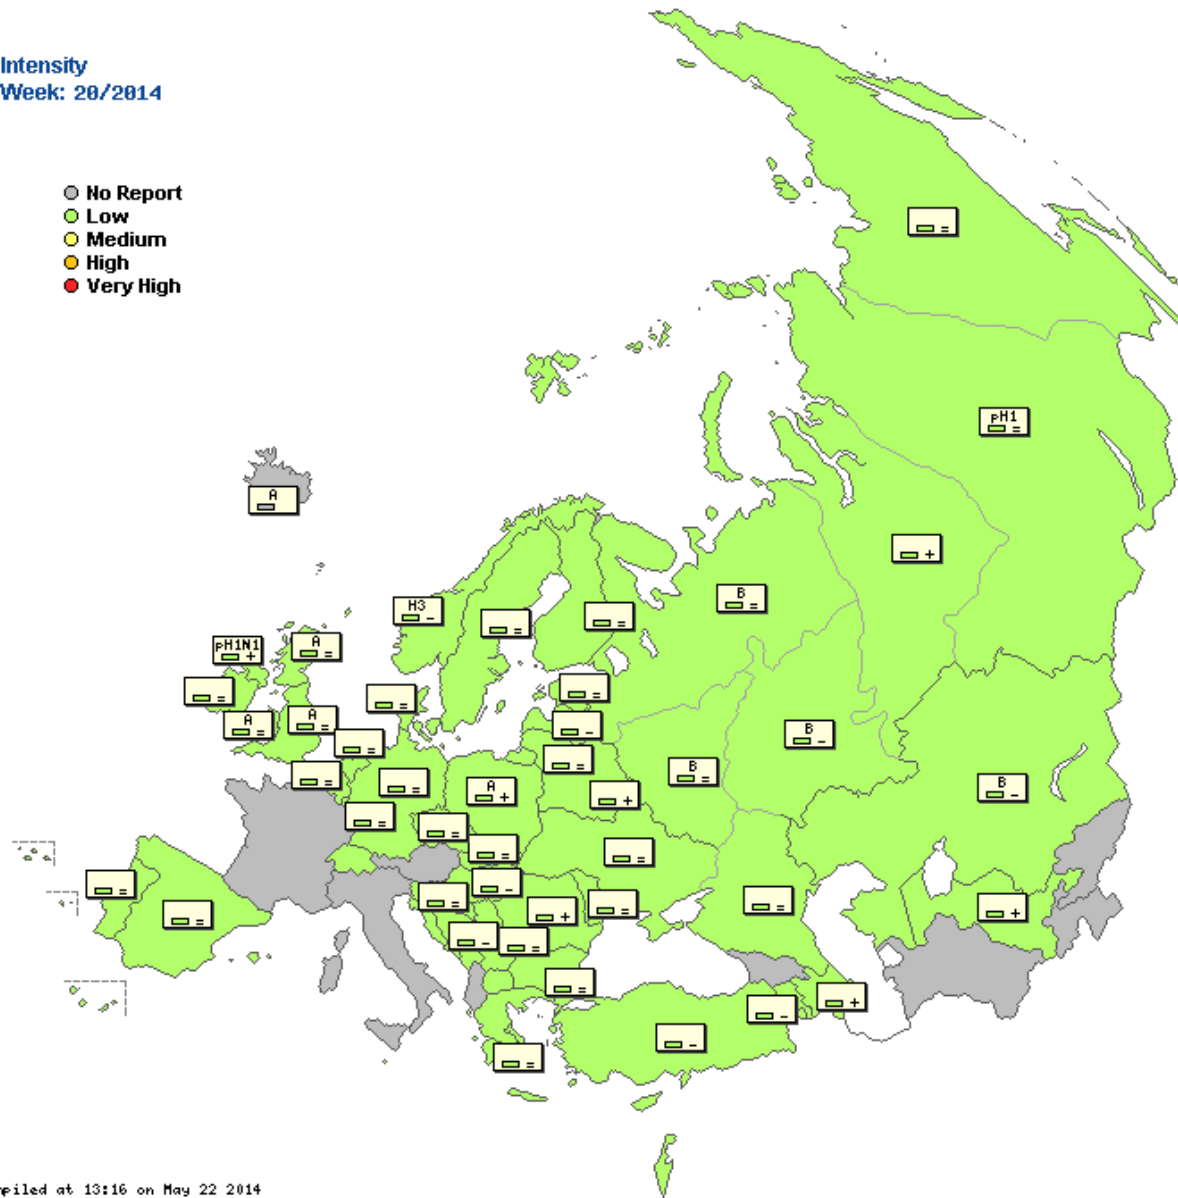 Intensity
Week: 20/2014
No Report
Low
Medium
High
Very High
=
pH1
=
A
+
B
=
H3
-
=
=
pH1N1
+
A
=
=
=
=
A
=
A
=
-
B
-
=
=
B
=
=
=
A
+
+
B
-
=
=
=
=
=
-
=
=
+
=
=
+
=
-
=
=
+
-
-
=
piled at 13:16 on May 22 2014